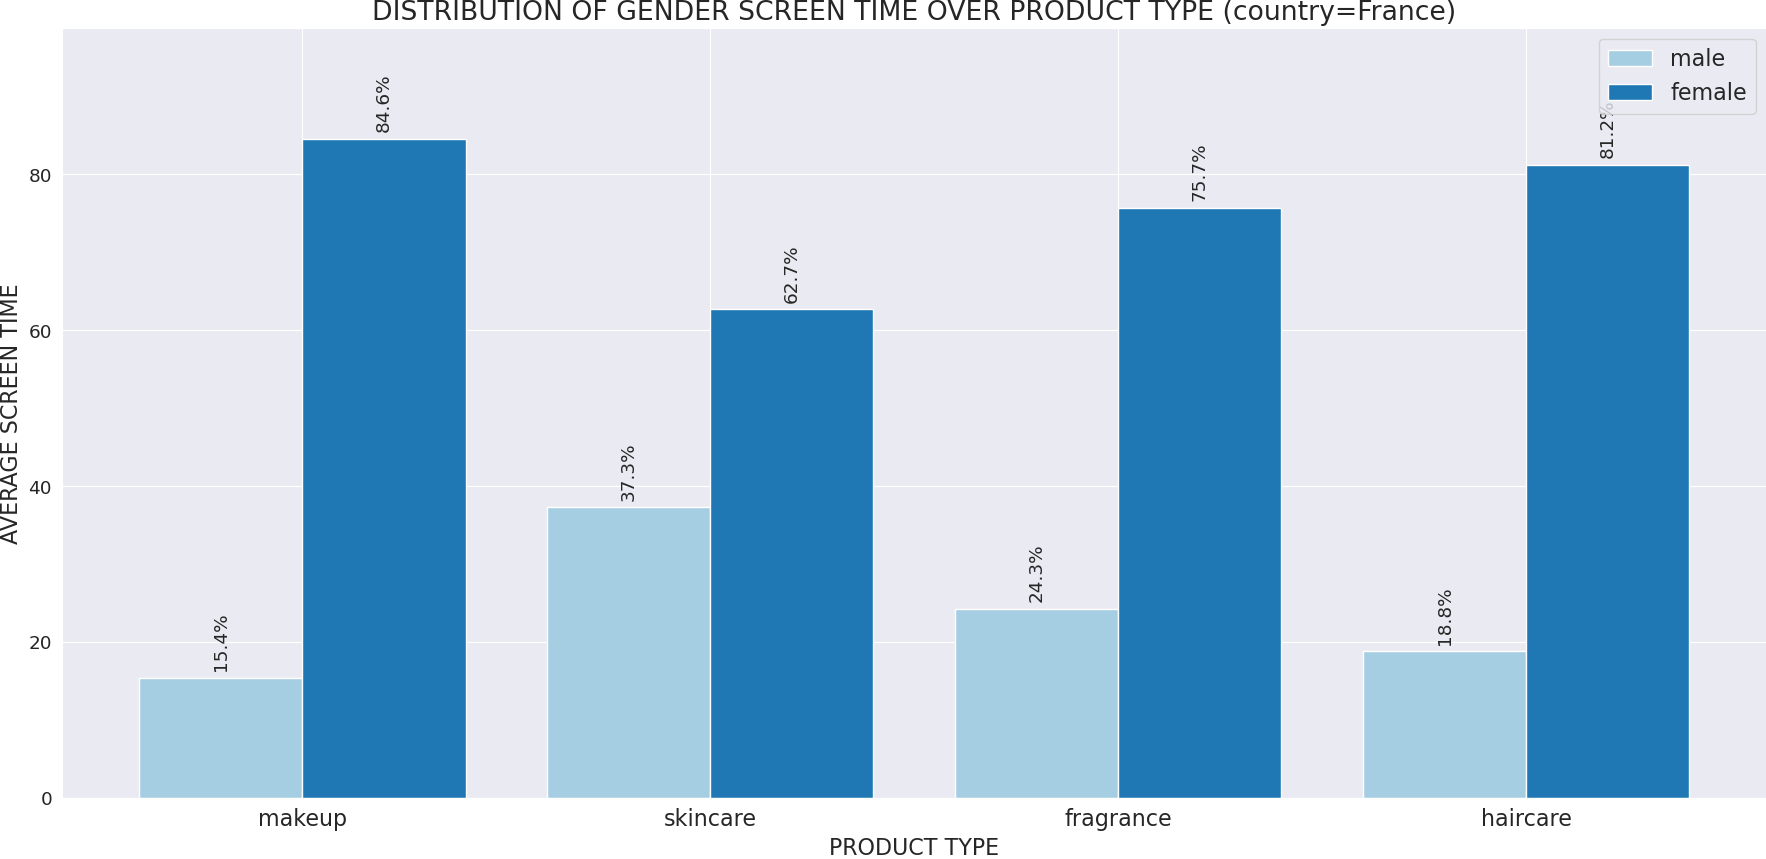 DISTRIBUTION OF GENDER SCREEN TIME OVER PRODUCT TYPE (country=France)
male
female
AVERAGE SCREEN TIME
80
60
40
20
0
15.4%
84.6%
37.3%
62.7%
24.3%
75.7%
18.8%
81.2%
makeup
skincare
fragrance
haircare
PRODUCT TYPE